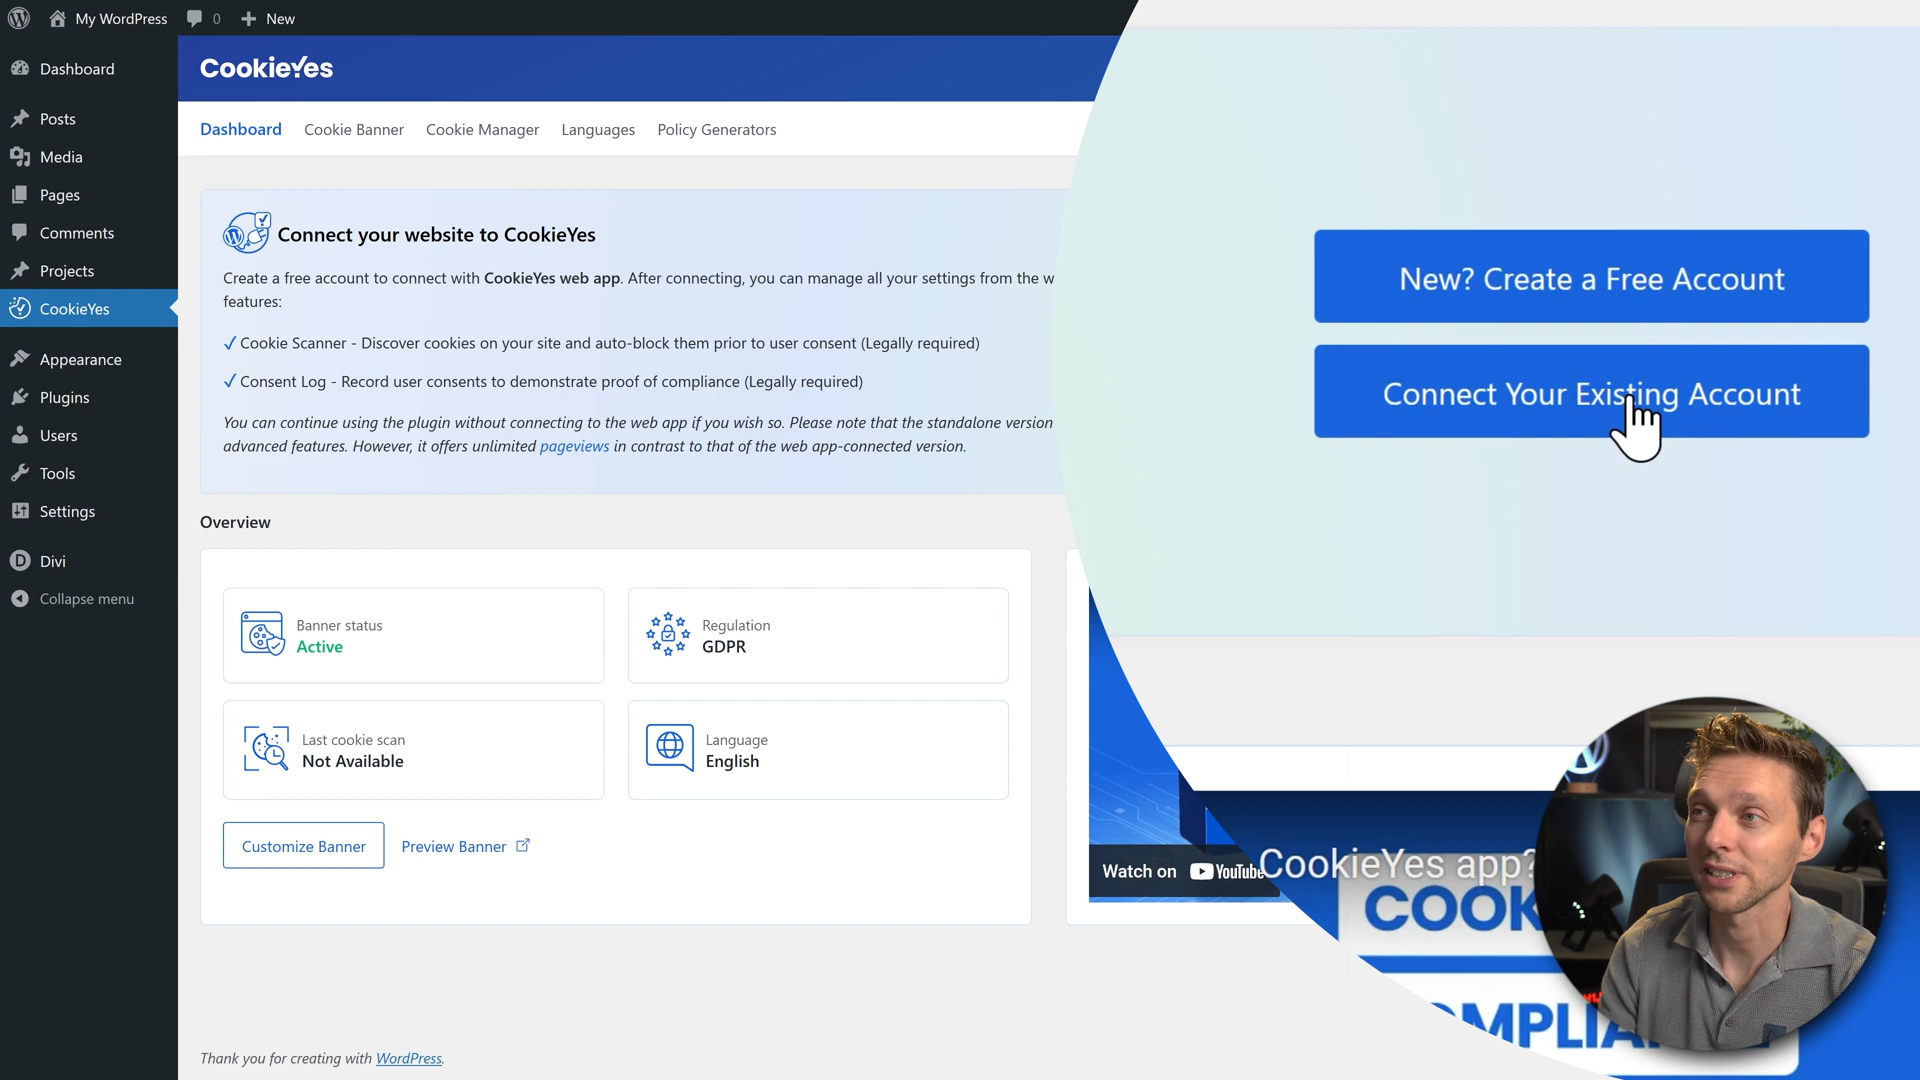 My WordPress
0
New
Dashboard
Posts
Media
Pages
Comments
Projects
CookieYes
Appearance
Plugins
Users
Tools
Settings
Divi
Collapse menu
CookieYes
Dashboard
Cookie Banner
Cookie Manager
Languages
Policy Generators
Connect your website to CookieYes
Create a free account to connect with CookieYes web app. After connecting, you can manage all your settings from the w
features:
Cookie Scanner - Discover cookies on your site and auto-block them prior to user consent (Legally required)
Consent Log - Record user consents to demonstrate proof of compliance (Legally required)
You can continue using the plugin without connecting to the web app if you wish so. Please note that the standalone version
advanced features. However, it offers unlimited pageviews in contrast to that of the web app-connected version.
New? Create a Free Account
Connect Your Existing Account
Overview
Banner status
Active
Regulation
GDPR
Last cookie scan
Not Available
Language
English
Customize Banner
Preview Banner
Watch on YouTube
CookieYes app?
COOK
Thank you for creating with WordPress.